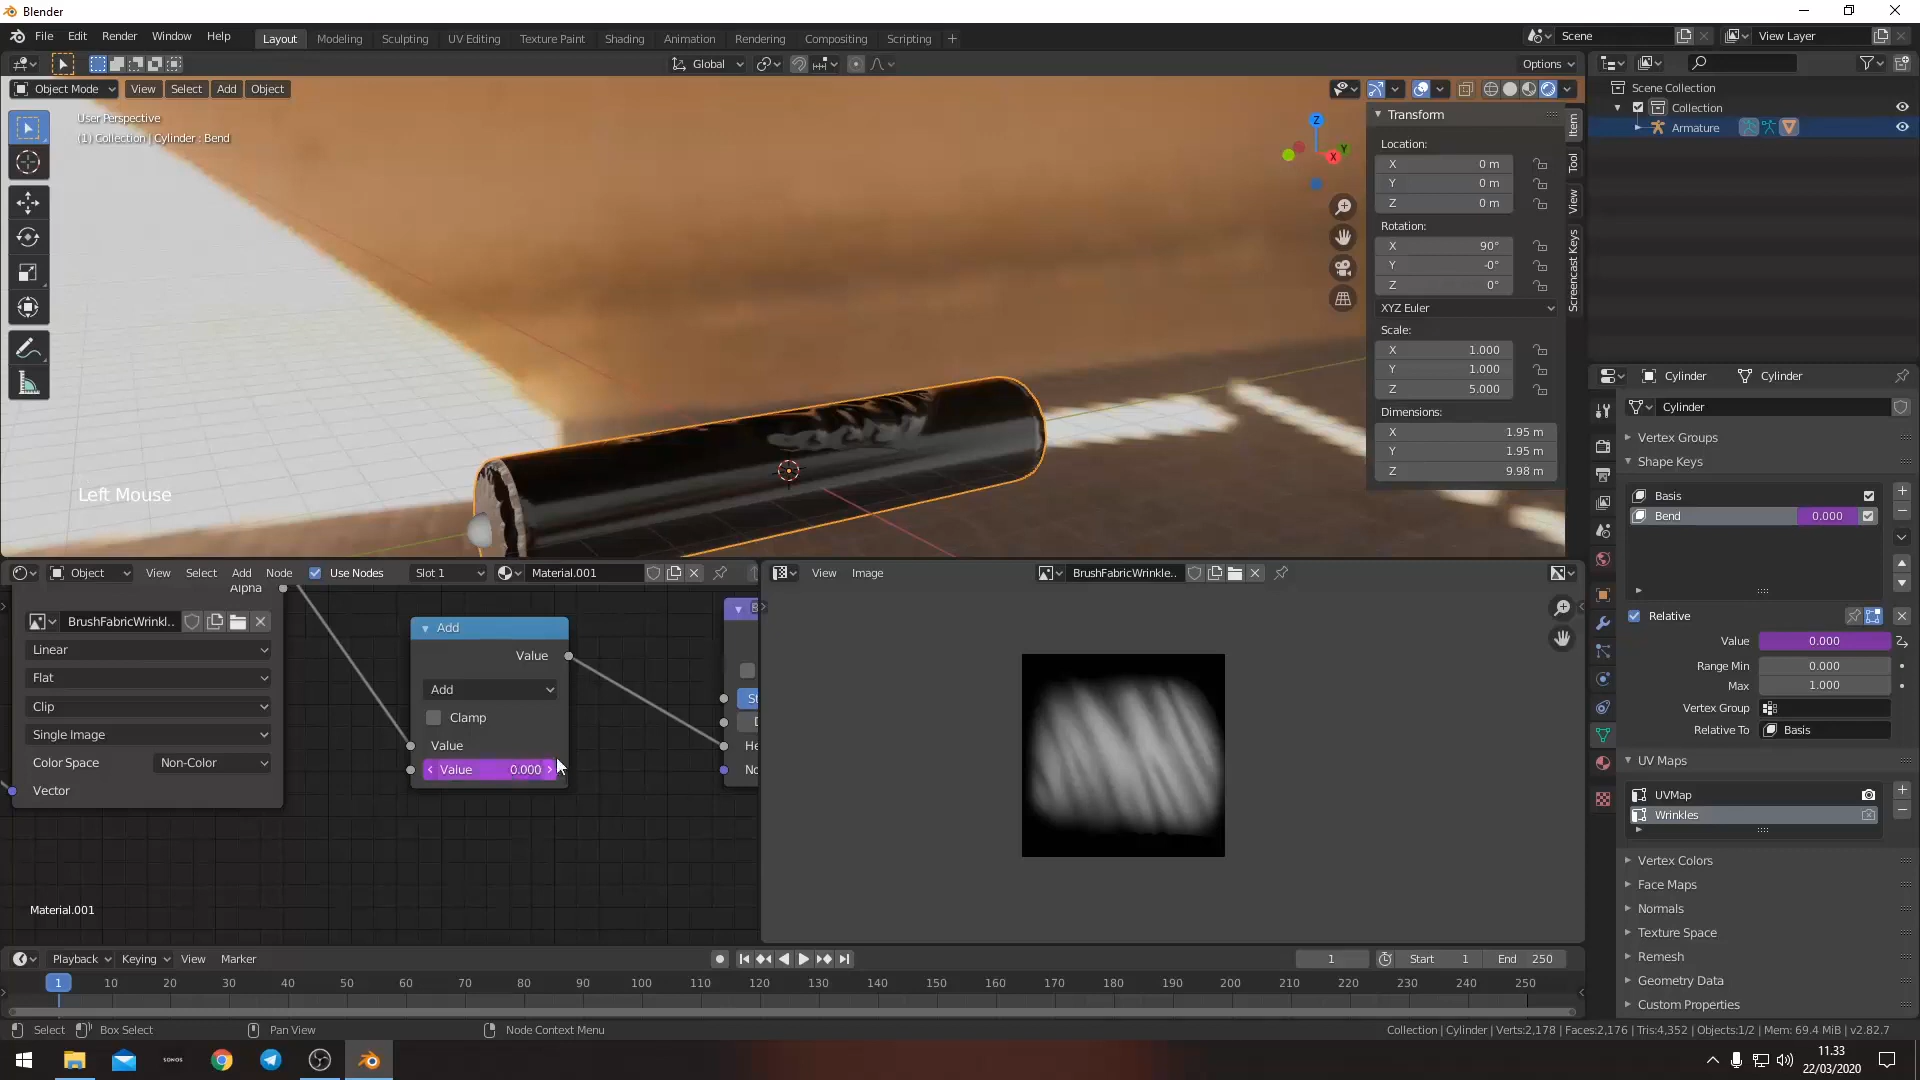 Blender
File Edit Render Window Help
Layout Modeling Sculpting UV Editing Texture Paint Shading Animation Rendering Compositing Scripting
Scene
View Layer
Global
Options
Object Mode View Select Add Object
User Perspective
(1) Collection | Cylinder : Bend
Z
Y
X
Left Mouse
Transform
Location:
X 0 m
Y 0 m
Z 0 m
Rotation:
X 90°
Y -0°
Z 0°
XYZ Euler
Scale:
X 1.000
Y 1.000
Z 5.000
Dimensions:
X 1.95 m
Y 1.95 m
Z 9.98 m
Item
Tool
View
Screencast Keys
Scene Collection
Collection
Armature
Cylinder
Cylinder
Cylinder
Vertex Groups
Shape Keys
Basis
Bend 0.000
Relative
Value 0.000
Range Min 0.000
Max 1.000
Vertex Group
Relative To Basis
UV Maps
UVMap
Wrinkles
Vertex Colors
Face Maps
Normals
Texture Space
Remesh
Geometry Data
Custom Properties
Object View Select Add Node Use Nodes Slot 1 Material.001
View Image BrushFabricWrinkle..
Alpha
BrushFabricWrinkl..
Linear
Flat
Clip
Single Image
Color Space Non-Color
Vector
Add
Value
Add
Clamp
Value
Value 0.000
Material.001
Playback Keying View Marker
1
Start 1
End 250
1 10 20 30 40 50 60 70 80 90 100 110 120 130 140 150 160 170 180 190 200 210 220 230 240 250
Select Box Select Pan View Node Context Menu
Collection | Cylinder | Verts:2,178 | Faces:2,176 | Tris:4,352 | Objects:1/2 | Mem: 69.4 MiB | v2.82.7
SONOS
11.33
22/03/2020